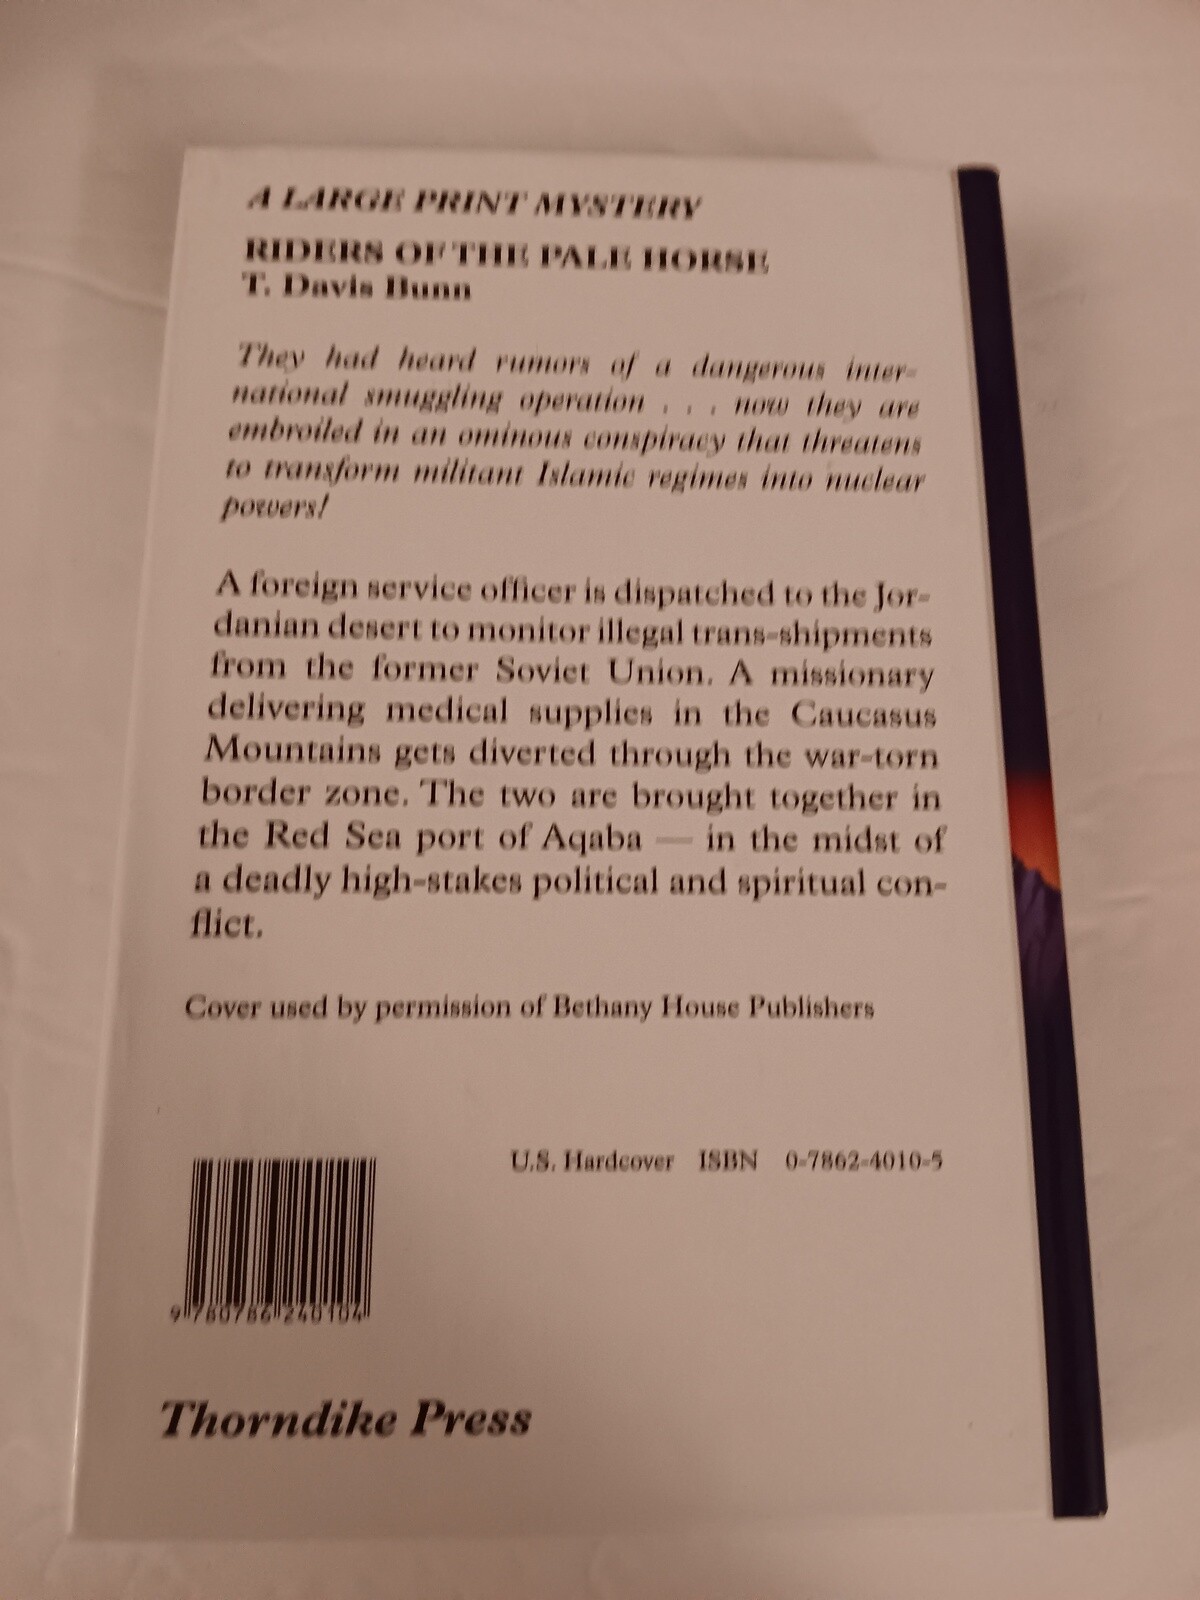 A LARGE PRINT MYSTERY
RIDERS OF THE PALE HORSE
T. Davis Bunn
They had heard rumors of a dangerous inter-
national smuggling operation . . . now they are
embroiled in an ominous conspiracy that threatens
to transform militant Islamic regimes into nuclear
powers!
A foreign service officer is dispatched to the Jor-
danian desert to monitor illegal trans-shipments
from the former Soviet Union. A missionary
delivering medical supplies in the Caucasus
Mountains gets diverted through the war-torn
border zone. The two are brought together in
the Red Sea port of Aqaba — in the midst of
a deadly high-stakes political and spiritual con-
flict.
Cover used by permission of Bethany House Publishers
U.S. Hardcover ISBN 0-7862-4010-5
9 780786 240104
Thorndike Press